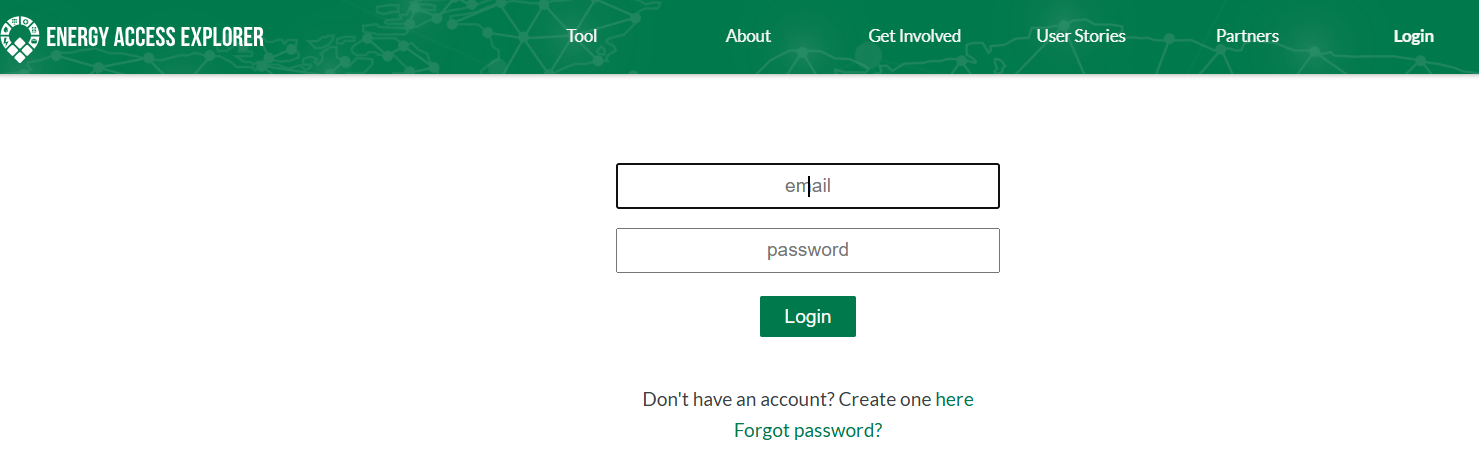 ENERGY ACCESS EXPLORER
Tool
About
Get Involved
User Stories
Partners
Login
email
password
Login
Don't have an account? Create one here
Forgot password?